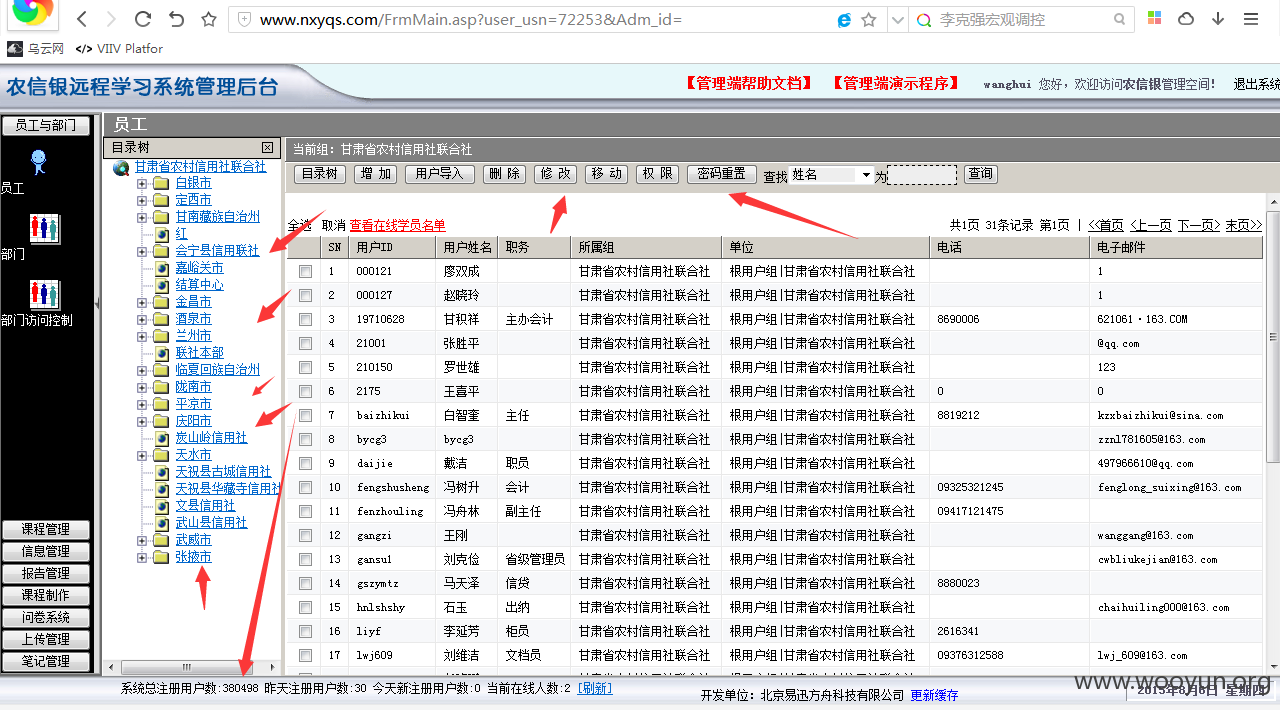 www.nxyqs.com/FrmMain.asp?user_usn=72253&Adm_id=
李克强宏观调控
乌云网 </> VIIV Platfor
农信银远程学习系统管理后台
【管理端帮助文档】 【管理端演示程序】 wanghui 您好，欢迎访问农信银管理空间! 退出系统
员工与部门
员工
部门
部门访问控制
课程管理
信息管理
报告管理
课程制作
问卷系统
上传管理
笔记管理
员工
目录树
甘肃省农村信用社联合社
白银市
定西市
甘南藏族自治州
红
会宁县信用联社
嘉峪关市
结算中心
金昌市
酒泉市
兰州市
联社本部
临夏回族自治州
陇南市
平凉市
庆阳市
炭山岭信用社
天水市
天祝县古城信用社
天祝县华藏寺信用社
文县信用社
武山县信用社
武威市
张掖市
当前组: 甘肃省农村信用社联合社
目录树 增 加 用户导入 删 除 修 改 移 动 权 限 密码重置 查找 姓名 为 查询
全选 取消 查看在线学员名单 共1页 31条记录 第1页 | <<首页 <上一页 下一页> 末页>>
SN 用户ID 用户姓名 职务 所属组 单位 电话 电子邮件
1 000121 廖双成 甘肃省农村信用社联合社 根用户组|甘肃省农村信用社联合社 1
2 000127 赵晓玲 甘肃省农村信用社联合社 根用户组|甘肃省农村信用社联合社 1
3 19710628 甘积祥 主办会计 甘肃省农村信用社联合社 根用户组|甘肃省农村信用社联合社 8690006 621061·163.COM
4 21001 张胜平 甘肃省农村信用社联合社 根用户组|甘肃省农村信用社联合社 @qq.com
5 210150 罗世雄 甘肃省农村信用社联合社 根用户组|甘肃省农村信用社联合社 123
6 2175 王喜平 甘肃省农村信用社联合社 根用户组|甘肃省农村信用社联合社 0 0
7 baizhikui 白智奎 主任 甘肃省农村信用社联合社 根用户组|甘肃省农村信用社联合社 8819212 kzxbaizhikui@sina.com
8 bycg3 bycg3 甘肃省农村信用社联合社 根用户组|甘肃省农村信用社联合社 zznl781605@163.com
9 daijie 戴洁 职员 甘肃省农村信用社联合社 根用户组|甘肃省农村信用社联合社 497966610@qq.com
10 fengshusheng 冯树升 会计 甘肃省农村信用社联合社 根用户组|甘肃省农村信用社联合社 09325321245 fenglong_suixing@163.com
11 fenzhouling 冯舟林 副主任 甘肃省农村信用社联合社 根用户组|甘肃省农村信用社联合社 09417121475
12 gangzi 王刚 甘肃省农村信用社联合社 根用户组|甘肃省农村信用社联合社 wanggang@163.com
13 gansu1 刘克俭 省级管理员 甘肃省农村信用社联合社 根用户组|甘肃省农村信用社联合社 cwbliukejian@163.com
14 gszymtz 马天泽 信贷 甘肃省农村信用社联合社 根用户组|甘肃省农村信用社联合社 8880023
15 hnlshshy 石玉 出纳 甘肃省农村信用社联合社 根用户组|甘肃省农村信用社联合社 chaihuiling000@163.com
16 liyf 李延芳 柜员 甘肃省农村信用社联合社 根用户组|甘肃省农村信用社联合社 2616341
17 lwj609 刘维洁 文档员 甘肃省农村信用社联合社 根用户组|甘肃省农村信用社联合社 09376312588 lwj_609@163.com
系统总注册用户数:380498 昨天注册用户数:30 今天新注册用户数:0 当前在线人数:2 [刷新]
开发单位: 北京易迅方舟科技有限公司 更新缓存
2015年8月6日 星期四
www.wooyun.org